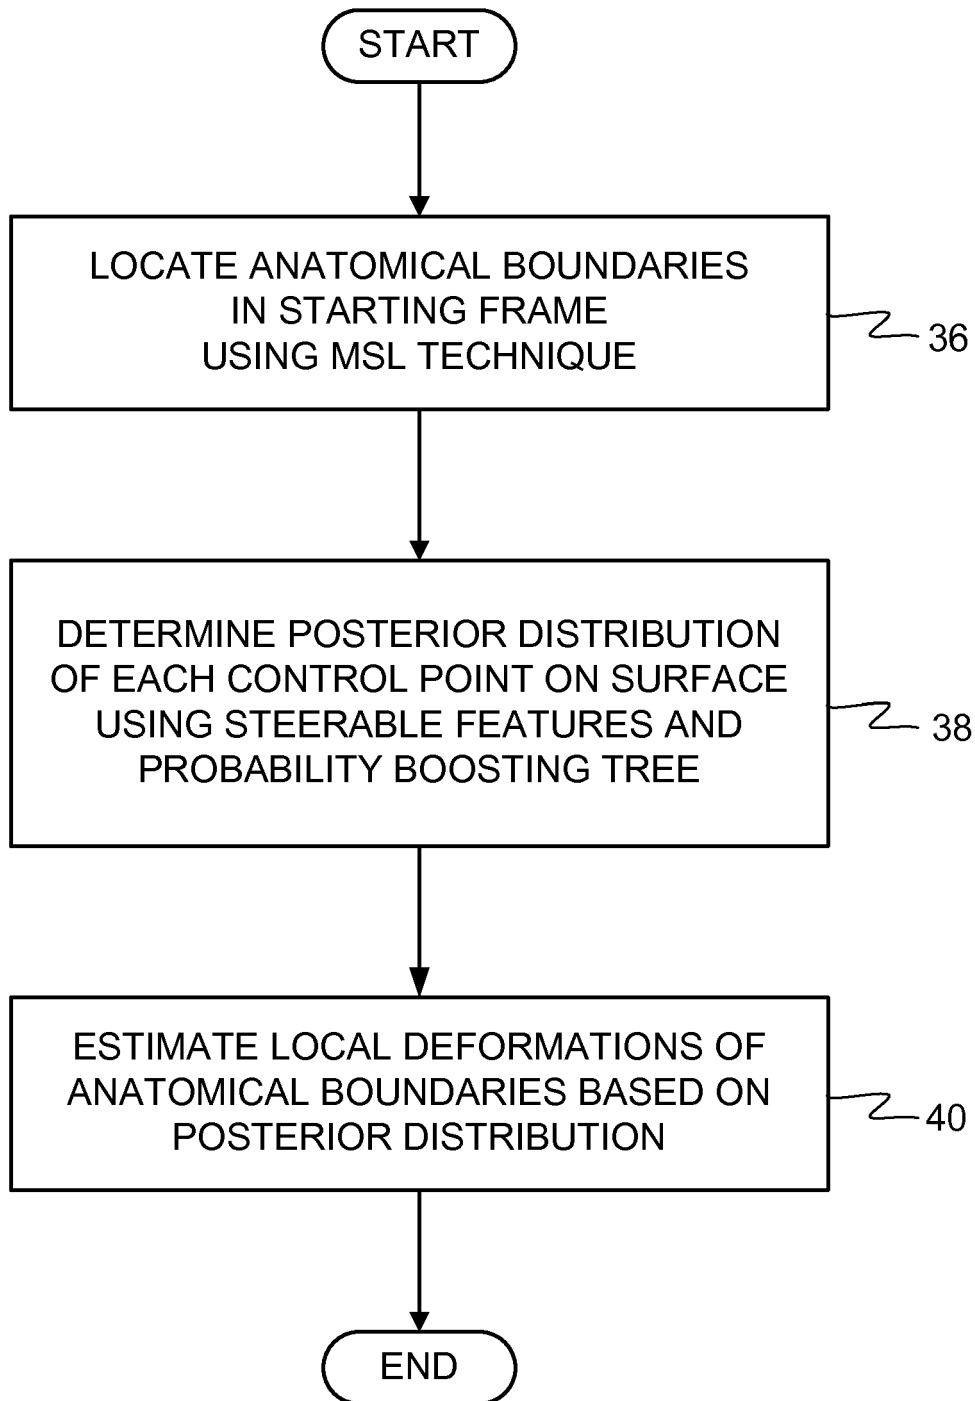 START
LOCATE ANATOMICAL BOUNDARIES
IN STARTING FRAME
USING MSL TECHNIQUE
36
DETERMINE POSTERIOR DISTRIBUTION
OF EACH CONTROL POINT ON SURFACE
USING STEERABLE FEATURES AND
PROBABILITY BOOSTING TREE
38
ESTIMATE LOCAL DEFORMATIONS OF
ANATOMICAL BOUNDARIES BASED ON
POSTERIOR DISTRIBUTION
40
END